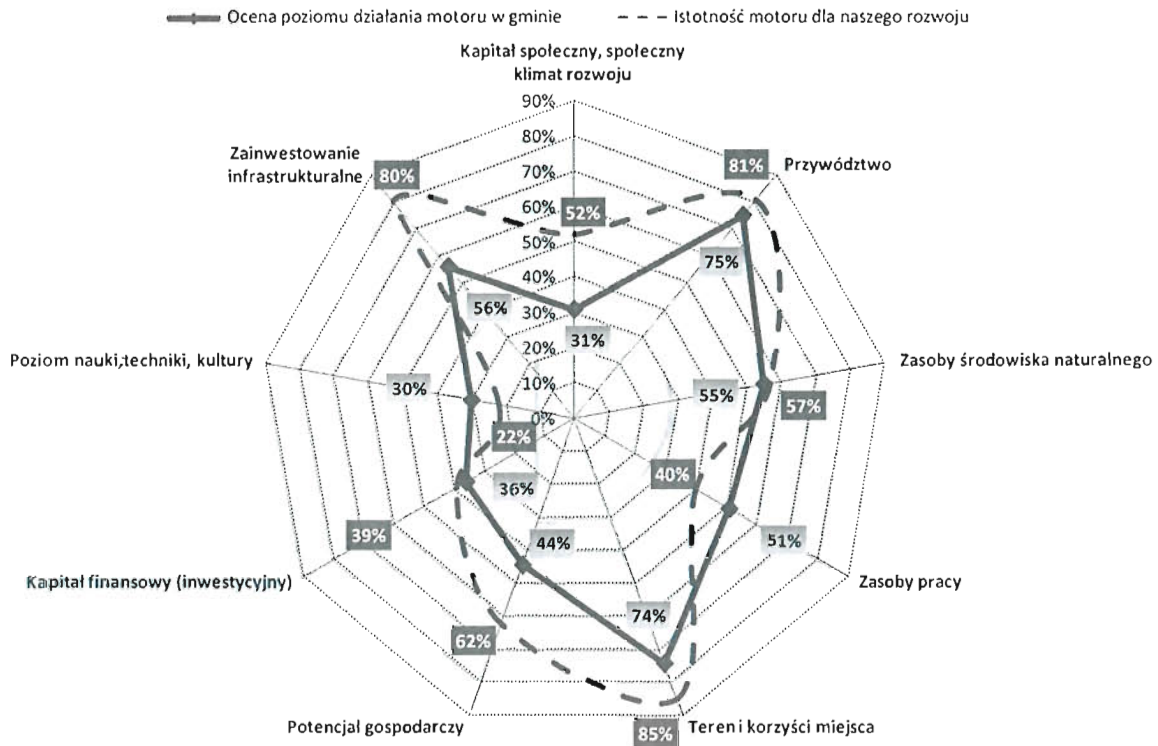 Ocena poziomu działania motoru w gminie
Istotność motoru dla naszego rozwoju
Kapitał społeczny, społeczny
klimat rozwoju
90%
80%
70%
60%
50%
40%
30%
20%
10%
0%
Zainwestowanie
infrastrukturalne
80%
52%
81%
Przywództwo
75%
56%
31%
Poziom nauki,techniki, kultury
30%
55%
Zasoby środowiska naturalnego
57%
22%
40%
36%
39%
44%
51%
Kapitał finansowy (inwestycyjny)
Zasoby pracy
74%
62%
Potencjał gospodarczy
85%
Teren i korzyści miejsca